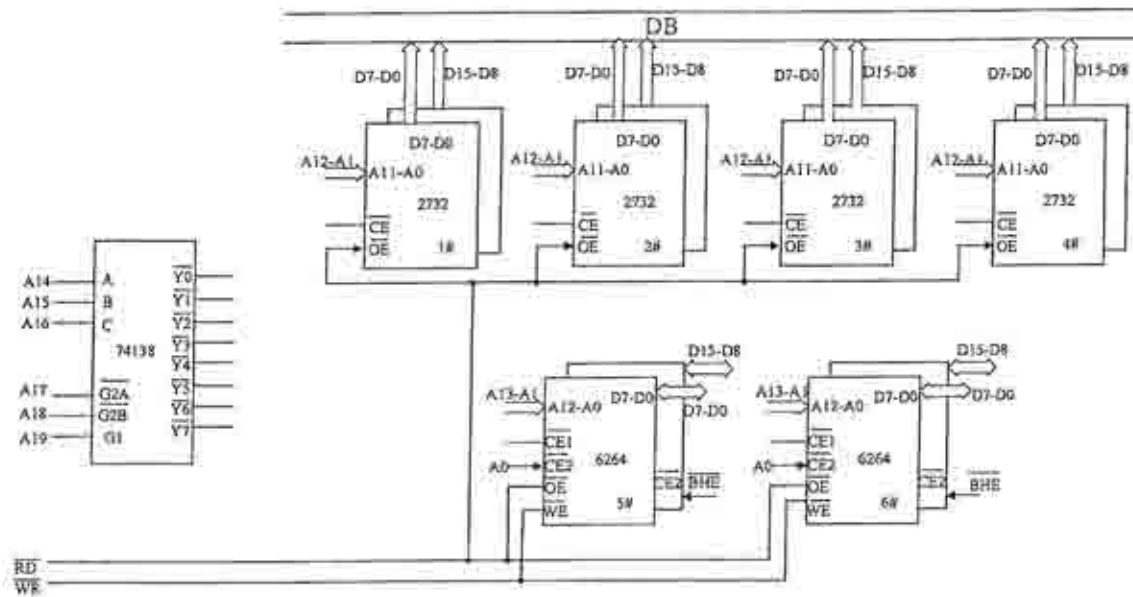 DB
D7-D0 D15-D8 D7-D0 D15-D8 D7-D0 D15-D8 D7-D0 D15-D8
D7-D0 D7-D0 D7-D0 D7-D0
A12-A1 A12-A1 A12-A1 A12-A1
A11-A0 A11-A0 A11-A0 A11-A0
2732 2732 2732 2732
CE CE CE CE
OE 1# OE 2# OE 3# OE 4#
A14 A Y0
A15 B Y1
A16 C Y2
74138 Y3
Y4
A17 G2A Y5
A18 G2B Y6
A19 G1 Y7
D15-D8 D15-D8
A13-A1 D7-D0 A13-A1 D7-D0
A12-A0 D7-D0 A12-A0 D7-D0
CE1 CE1
A0 CE2 6264 A0 CE2 6264
OE CE2 BHE OE CE2 BHE
WE 5# WE 6#
RD
WE